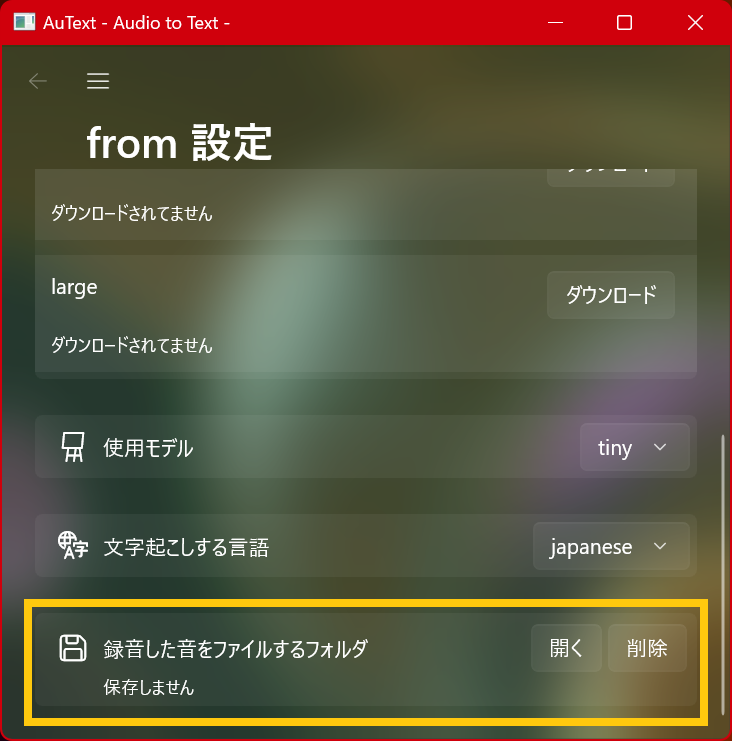 AuText - Audio to Text -
from 設定
ダウンロードされてません
large
ダウンロード
ダウンロードされてません
使用モデル
tiny
文字起こしする言語
japanese
録音した音をファイルするフォルダ
開く
削除
保存しません